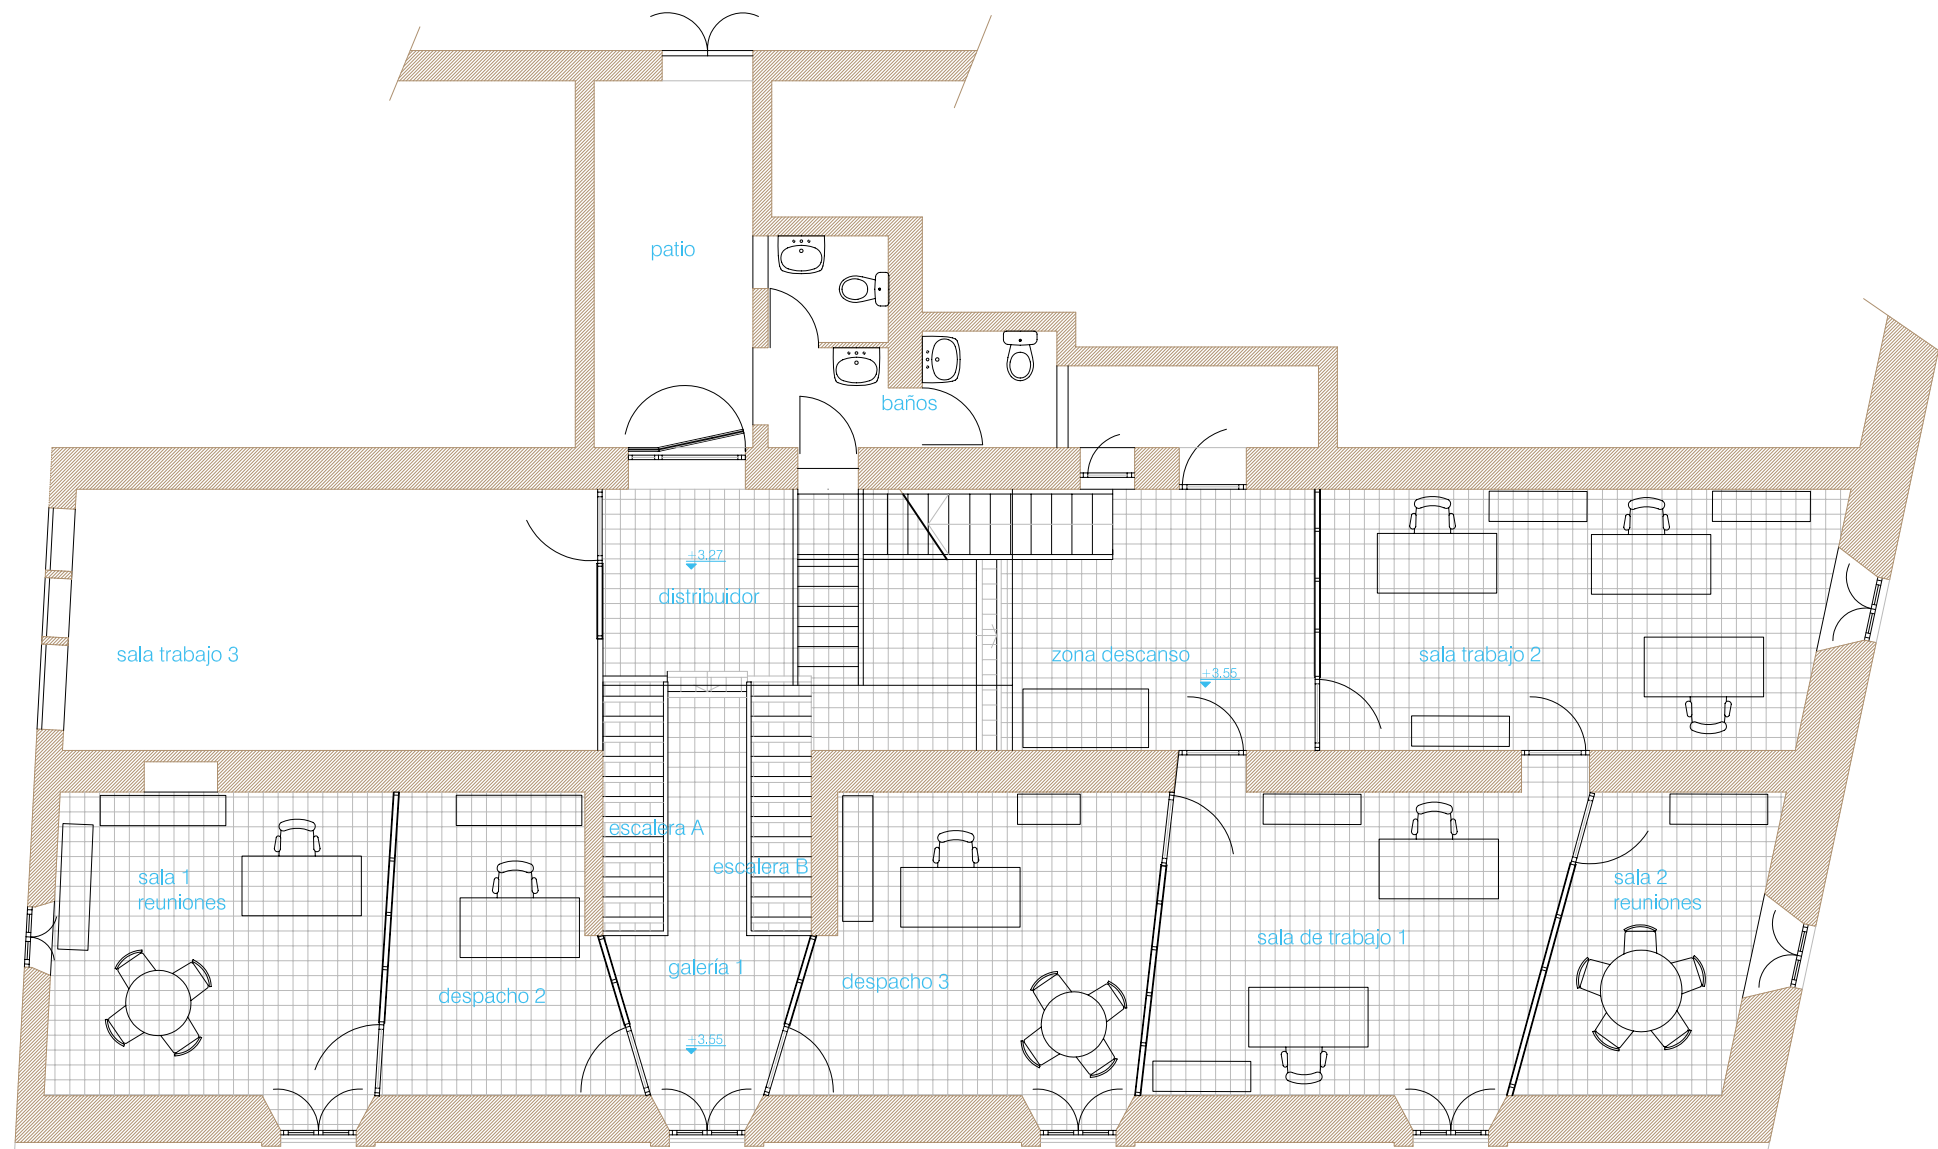 patio
baños
+3.27
distribuidor
sala trabajo 3
zona descanso
+3.55
sala trabajo 2
escalera A
escalera B
sala 1
reuniones
sala 2
reuniones
sala de trabajo 1
galería 1
despacho 3
despacho 2
+3.55